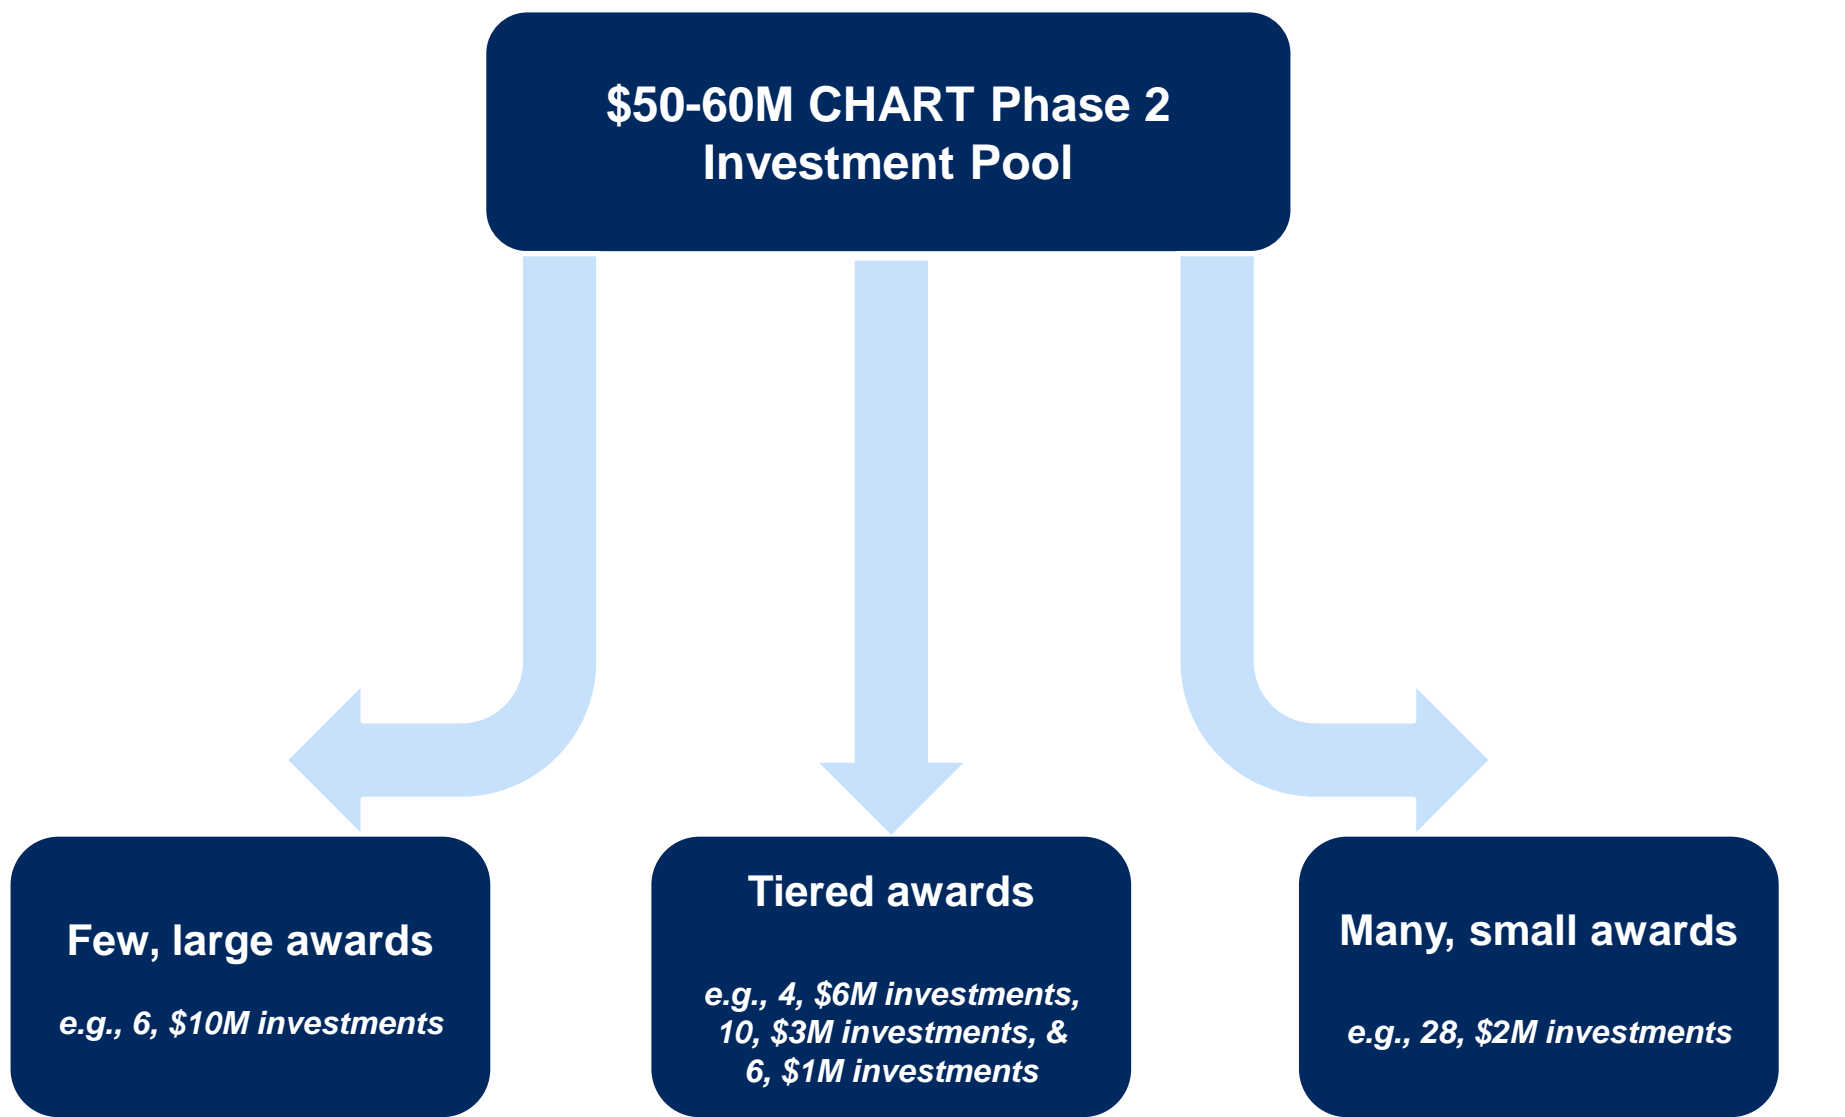 $50-60M CHART Phase 2
Investment Pool
Few, large awards
e.g., 6, $10M investments
Tiered awards
e.g., 4, $6M investments,
10, $3M investments, &
6, $1M investments
Many, small awards
e.g., 28, $2M investments